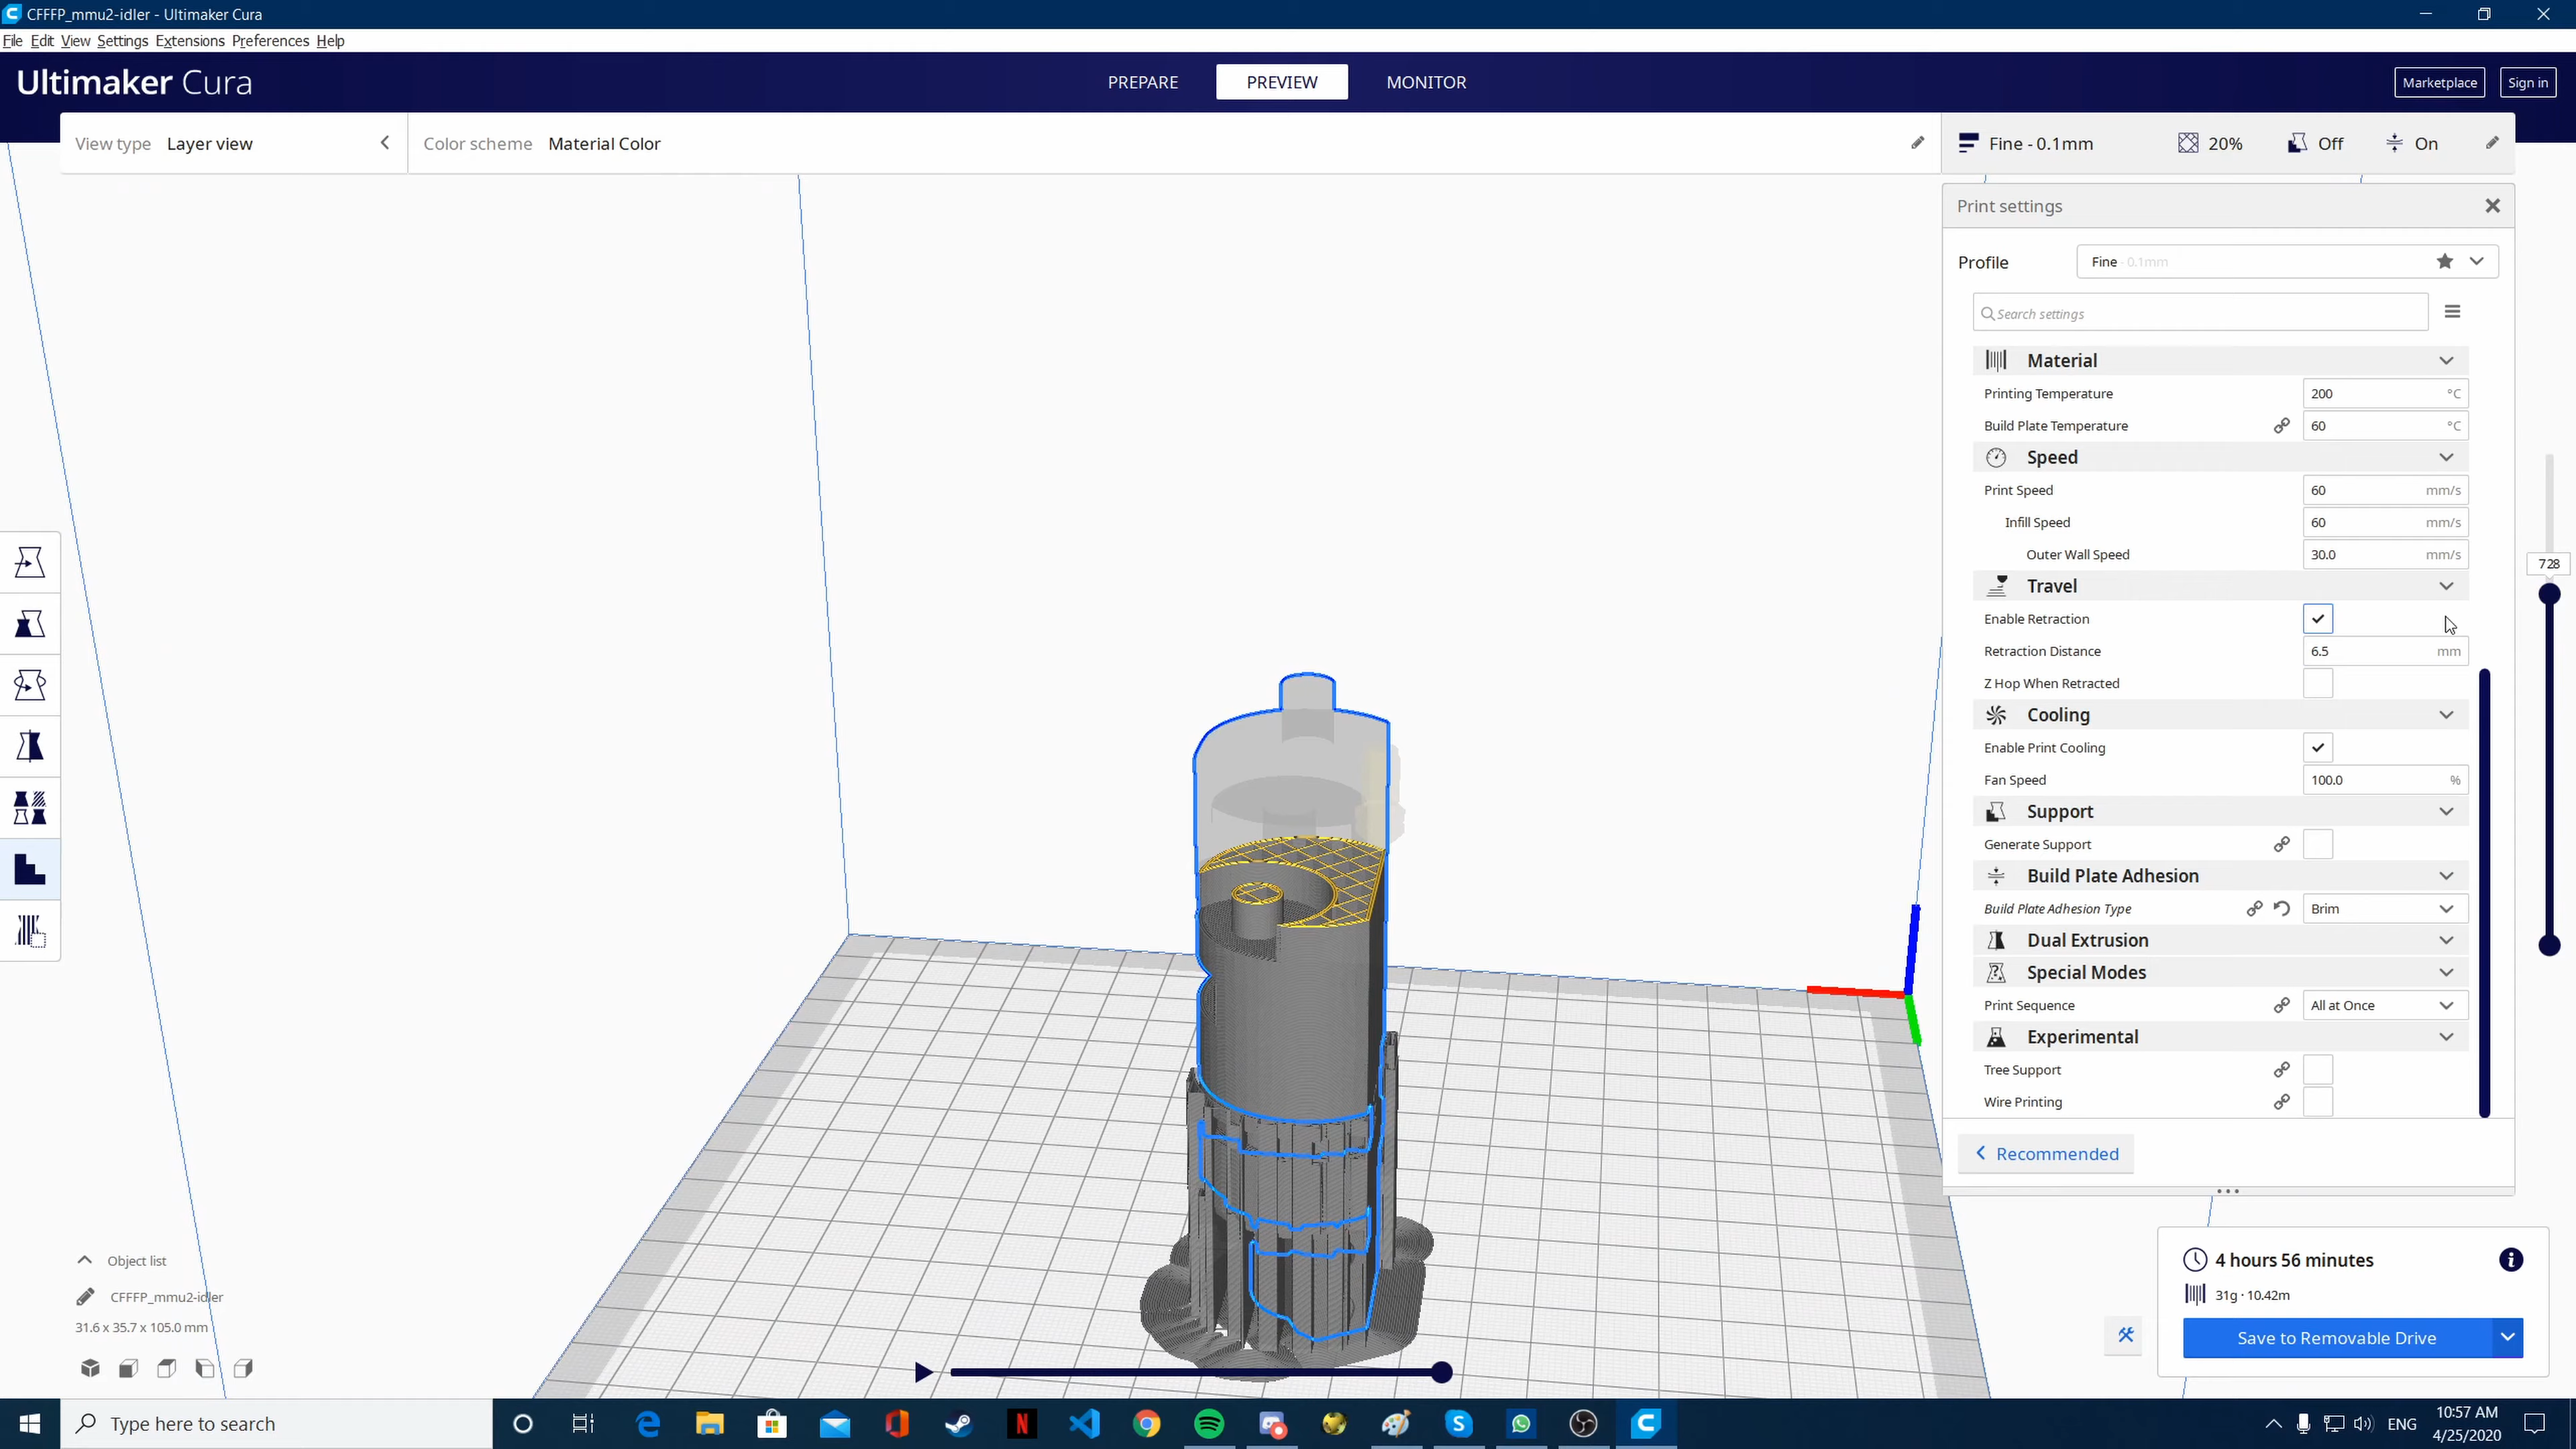 CFFFP_mmu2-idler - Ultimaker Cura
File Edit View Settings Extensions Preferences Help
Ultimaker Cura
PREPARE PREVIEW MONITOR
Marketplace Sign in
View type Layer view
Color scheme Material Color
Fine - 0.1mm 20% Off On
Print settings
Profile Fine - 0.1mm
Search settings
Material
Printing Temperature 200 °C
Build Plate Temperature 60 °C
Speed
Print Speed 60 mm/s
Infill Speed 60 mm/s
Outer Wall Speed 30.0 mm/s
728
Travel
Enable Retraction
Retraction Distance 6.5 mm
Z Hop When Retracted
Cooling
Enable Print Cooling
Fan Speed 100.0 %
Support
Generate Support
Build Plate Adhesion
Build Plate Adhesion Type Brim
Dual Extrusion
Special Modes
Print Sequence All at Once
Experimental
Tree Support
Wire Printing
Recommended
Object list
CFFFP_mmu2-idler
31.6 x 35.7 x 105.0 mm
4 hours 56 minutes
31g · 10.42m
Save to Removable Drive
Type here to search
ENG
10:57 AM
4/25/2020